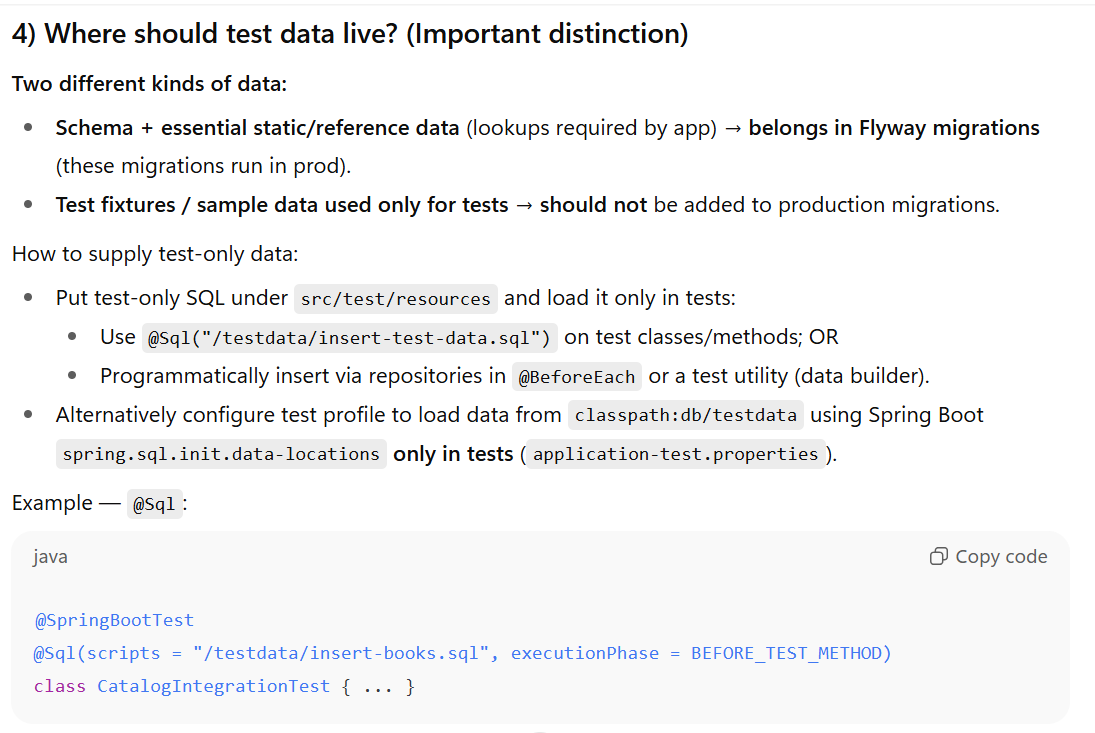 4) Where should test data live? (Important distinction)
Two different kinds of data:
• Schema + essential static/reference data (lookups required by app) → belongs in Flyway migrations
(these migrations run in prod).
• Test fixtures / sample data used only for tests → should not be added to production migrations.
How to supply test-only data:
• Put test-only SQL under src/test/resources and load it only in tests:
• Use @Sql("/testdata/insert-test-data.sql") on test classes/methods; OR
• Programmatically insert via repositories in @BeforeEach or a test utility (data builder).
• Alternatively configure test profile to load data from classpath:db/testdata using Spring Boot
spring.sql.init.data-locations only in tests (application-test.properties).
Example — @Sql:
java
Copy code
@SpringBootTest
@Sql(scripts = "/testdata/insert-books.sql", executionPhase = BEFORE_TEST_METHOD)
class CatalogIntegrationTest { ... }